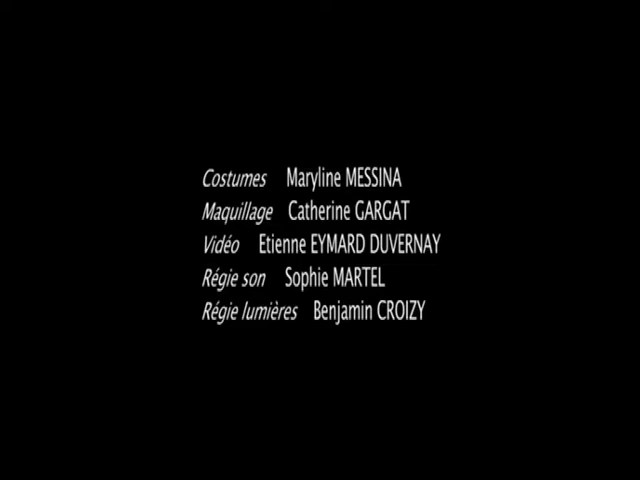 Costumes Maryline MESSINA
Maquillage Catherine GARGAT
Vidéo Etienne EYMARD DUVERNAY
Régie son Sophie MARTEL
Régie lumières Benjamin CROIZY